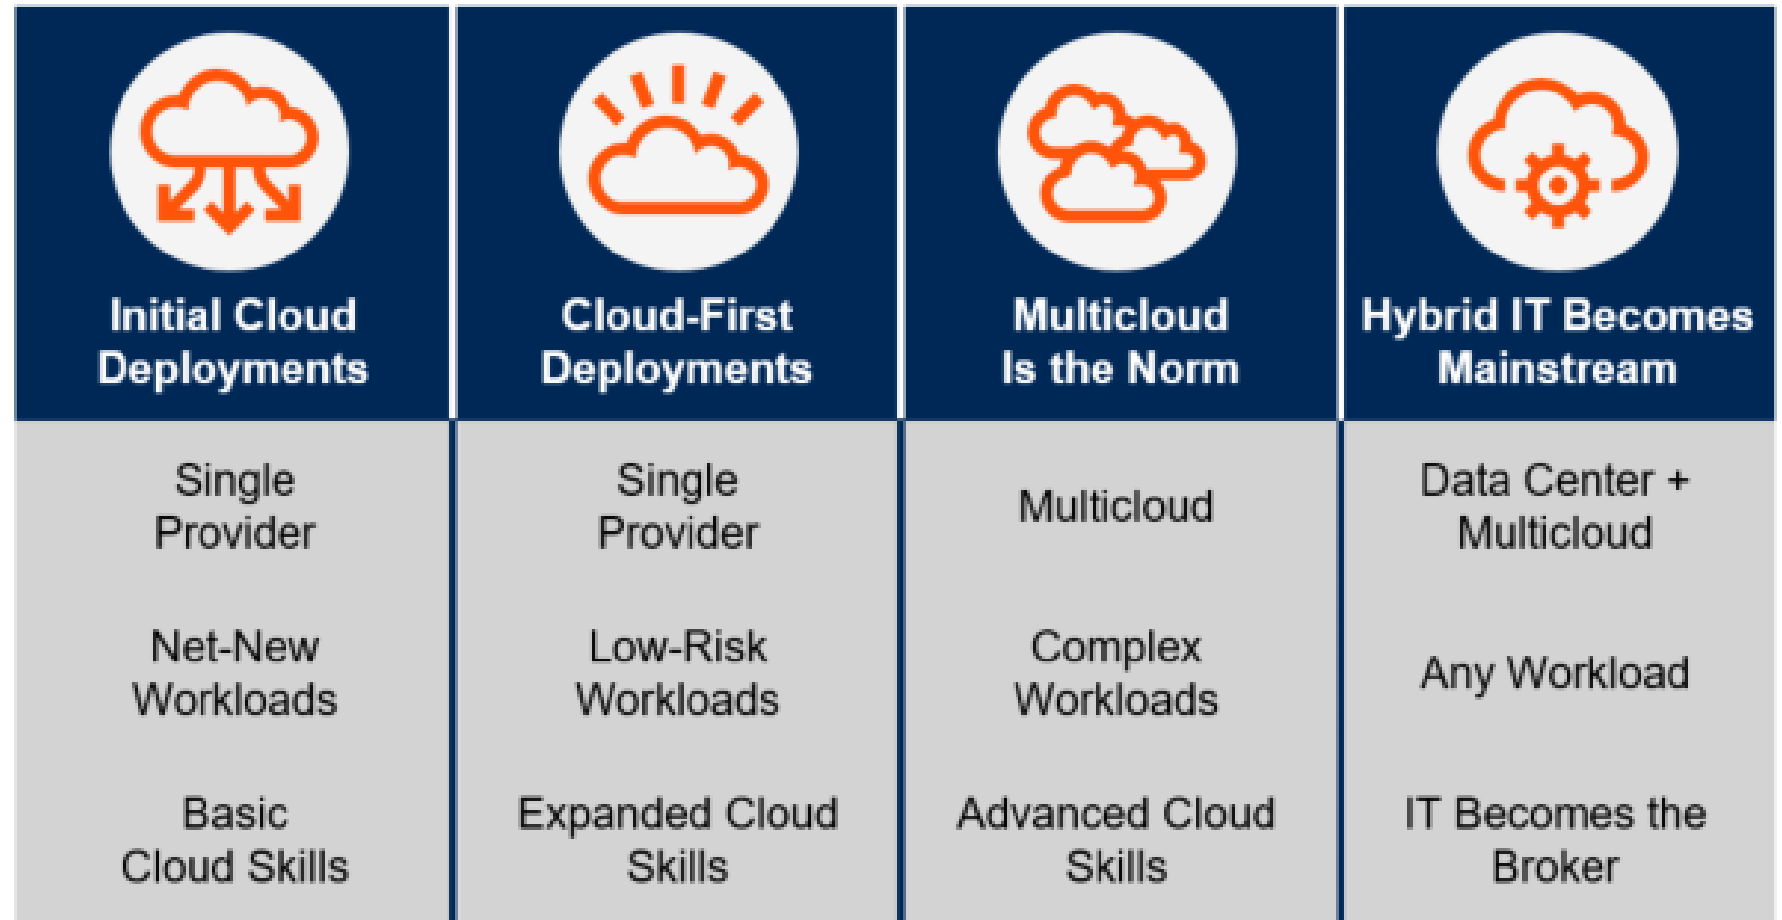 Initial Cloud
Deployments
Cloud-First
Deployments
Multicloud
Is the Norm
Hybrid IT Becomes
Mainstream
Single
Provider
Single
Provider
Multicloud
Data Center +
Multicloud
Net-New
Workloads
Low-Risk
Workloads
Complex
Workloads
Any Workload
Basic
Cloud Skills
Expanded Cloud
Skills
Advanced Cloud
Skills
IT Becomes the
Broker